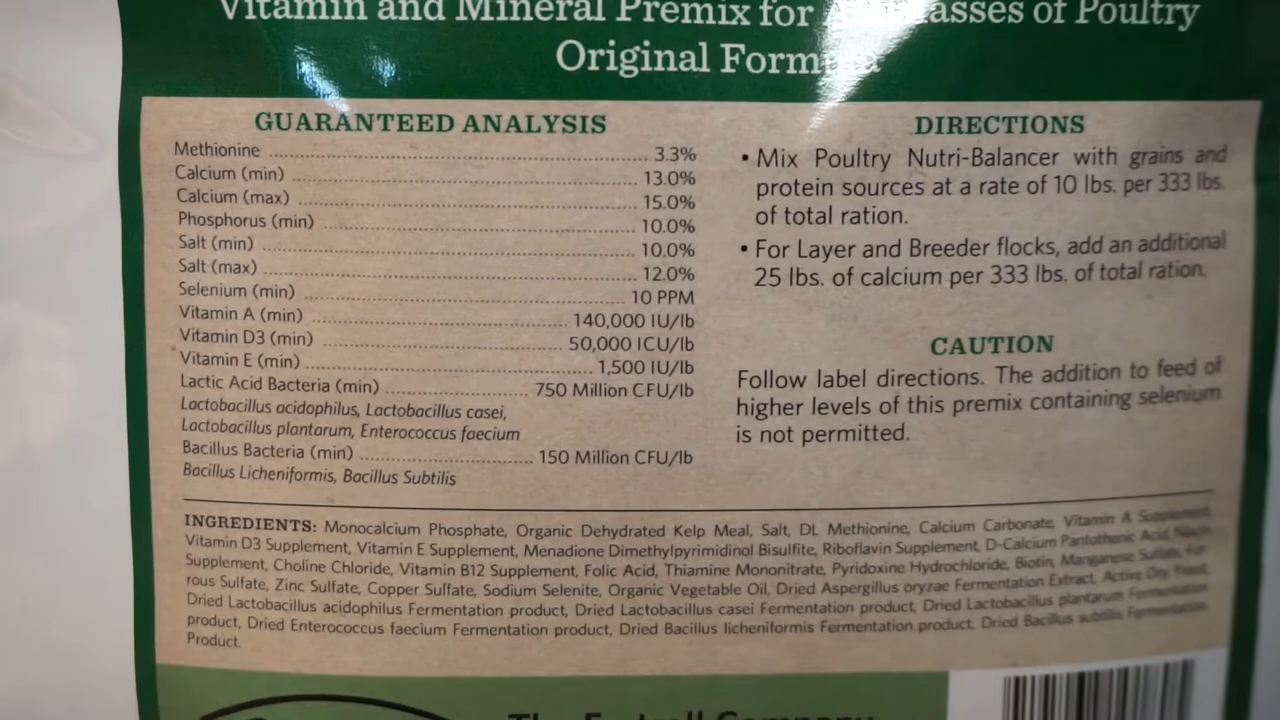 Vitamin and Mineral Premix for asses of Poultry
Original Form
GUARANTEED ANALYSIS
Methionine 3.3%
Calcium (min) 13.0%
Calcium (max) 15.0%
Phosphorus (min) 10.0%
Salt (min) 10.0%
Salt (max) 12.0%
Selenium (min) 10 PPM
Vitamin A (min) 140,000 IU/lb
Vitamin D3 (min) 50,000 ICU/lb
Vitamin E (min) 1,500 IU/lb
Lactic Acid Bacteria (min) 750 Million CFU/lb
Lactobacillus acidophilus, Lactobacillus casei,
Lactobacillus plantarum, Enterococcus faecium
Bacillus Bacteria (min) 150 Million CFU/lb
Bacillus Licheniformis, Bacillus Subtilis
DIRECTIONS
• Mix Poultry Nutri-Balancer with grains and
protein sources at a rate of 10 lbs. per 333 lbs.
of total ration.
• For Layer and Breeder flocks, add an additional
25 lbs. of calcium per 333 lbs. of total ration.
CAUTION
Follow label directions. The addition to feed of
higher levels of this premix containing selenium
is not permitted.
INGREDIENTS: Monocalcium Phosphate, Organic Dehydrated Kelp Meal, Salt, DL Methionine, Calcium Carbonate, Vitamin A Supplement,
Vitamin D3 Supplement, Vitamin E Supplement, Menadione Dimethylpyrimidinol Bisulfite, Riboflavin Supplement, D-Calcium Pantothenic Acid, Niacin
Supplement, Choline Chloride, Vitamin B12 Supplement, Folic Acid, Thiamine Mononitrate, Pyridoxine Hydrochloride, Biotin, Manganese Sulfate, Fer-
rous Sulfate, Zinc Sulfate, Copper Sulfate, Sodium Selenite, Organic Vegetable Oil, Dried Aspergillus oryzae Fermentation Extract, Active Dry Yeast,
Dried Lactobacillus acidophilus Fermentation product, Dried Lactobacillus casei Fermentation product, Dried Lactobacillus plantarum Fermentation
product, Dried Enterococcus faecium Fermentation product, Dried Bacillus licheniformis Fermentation product, Dried Bacillus subtilis Fermentation
Product.
The Company